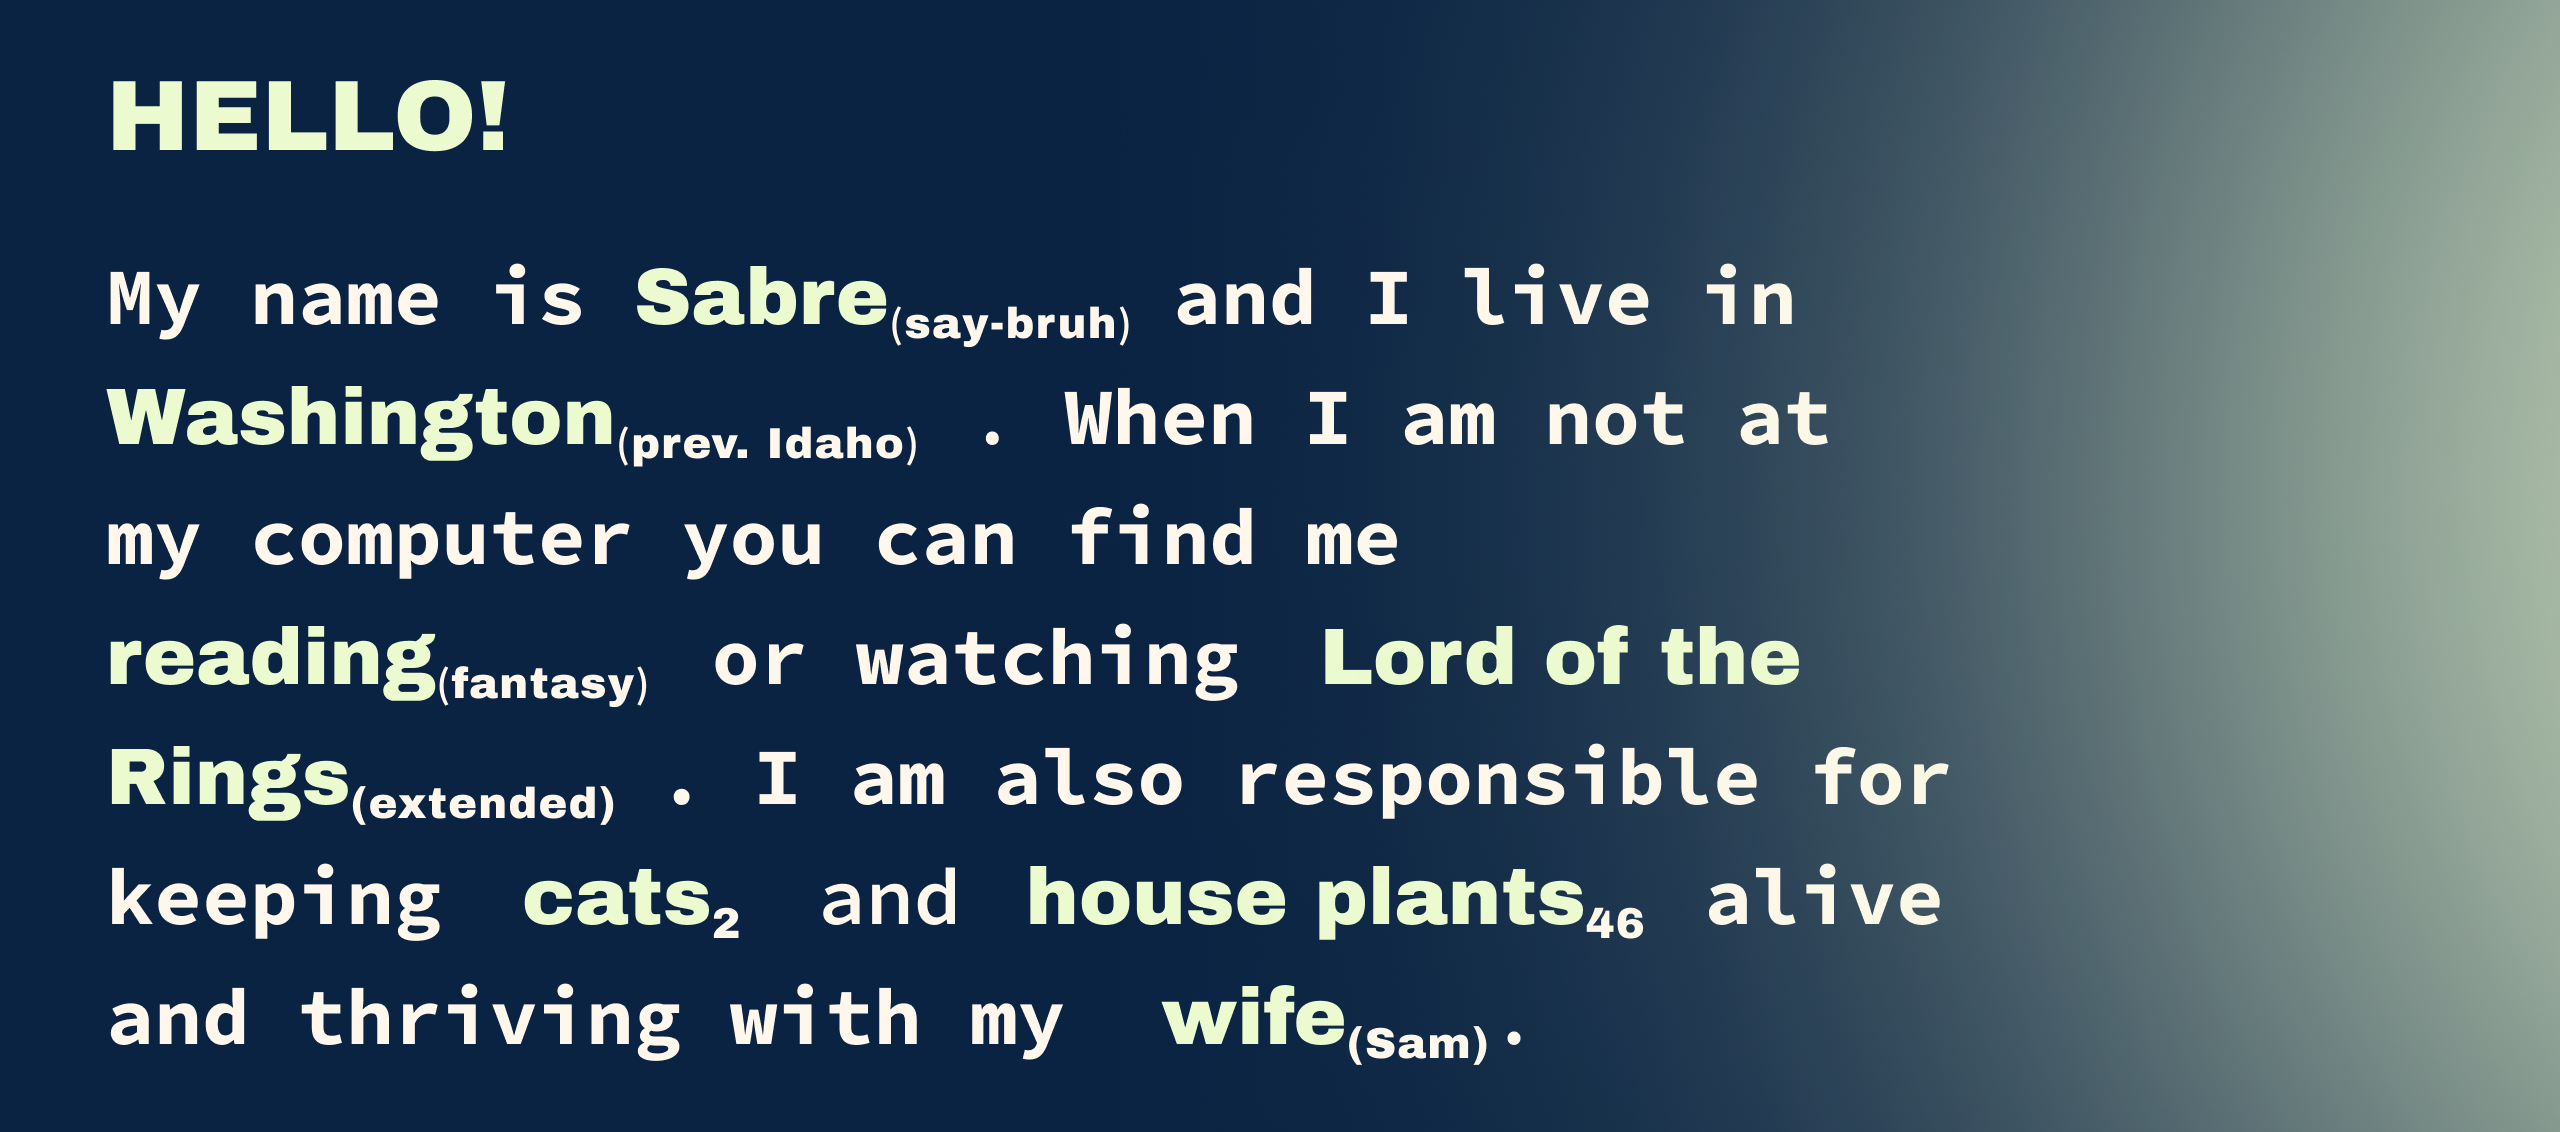 HELLO!
My name is Sabre(say-bruh) and I live in
Washington(prev. Idaho) . When I am not at
my computer you can find me
reading(fantasy) or watching Lord of the
Rings(extended) . I am also responsible for
keeping cats2 and house plants46 alive
and thriving with my wife(Sam).